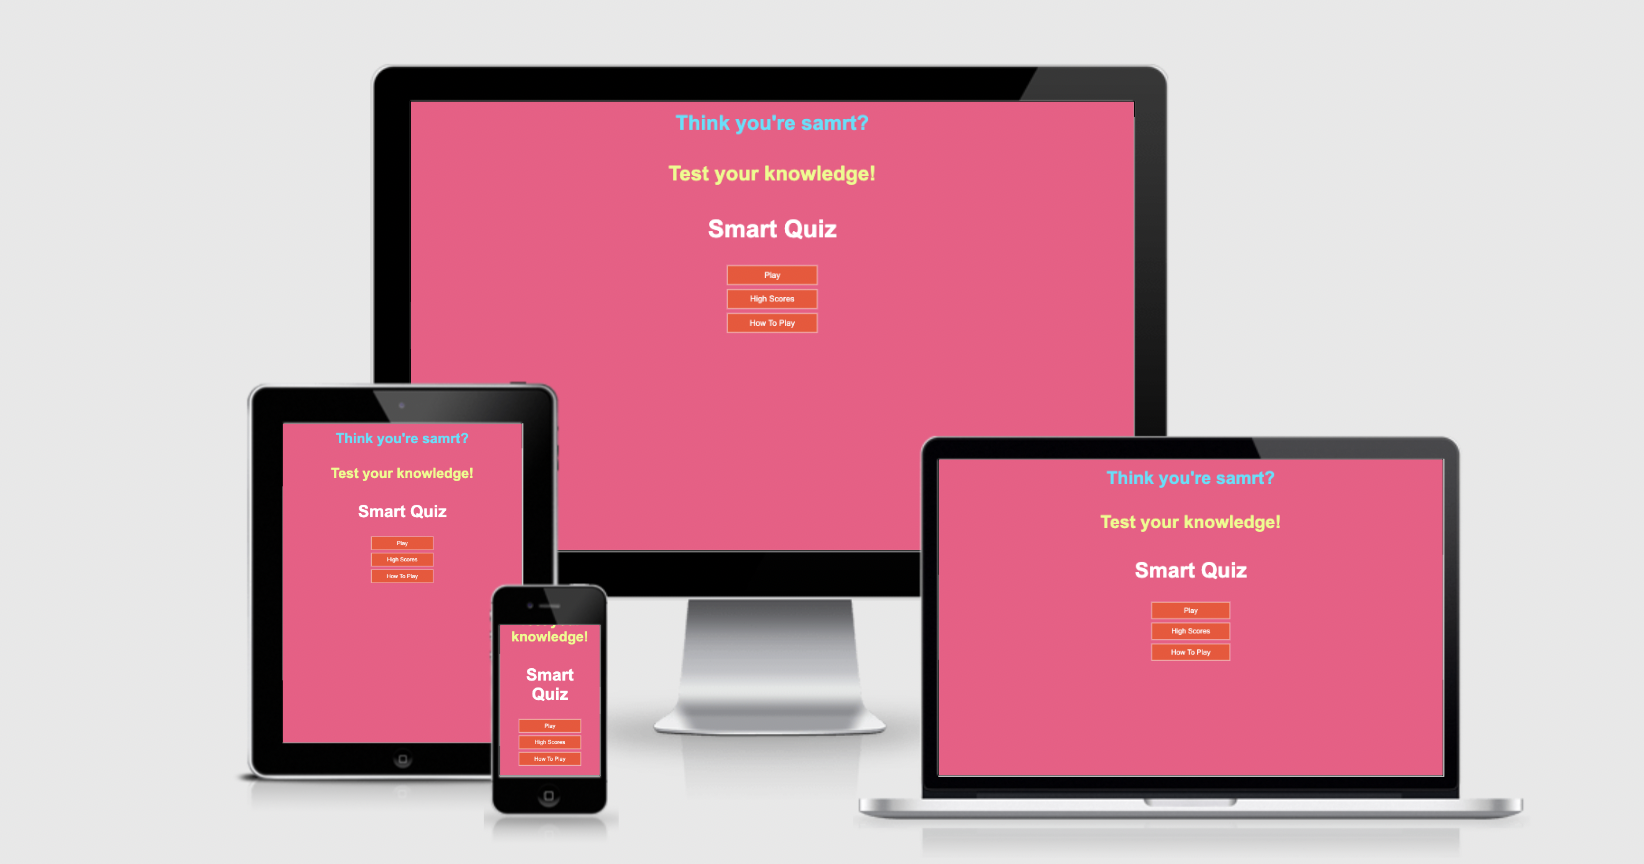 Think you're samrt?
Test your knowledge!
Smart Quiz
Play
High Scores
How To Play
Think you're samrt?
Test your knowledge!
Smart Quiz
Play
High Scores
How To Play
knowledge!
Smart
Quiz
Play
High Scores
How To Play
Think you're samrt?
Test your knowledge!
Smart Quiz
Play
High Scores
How To Play